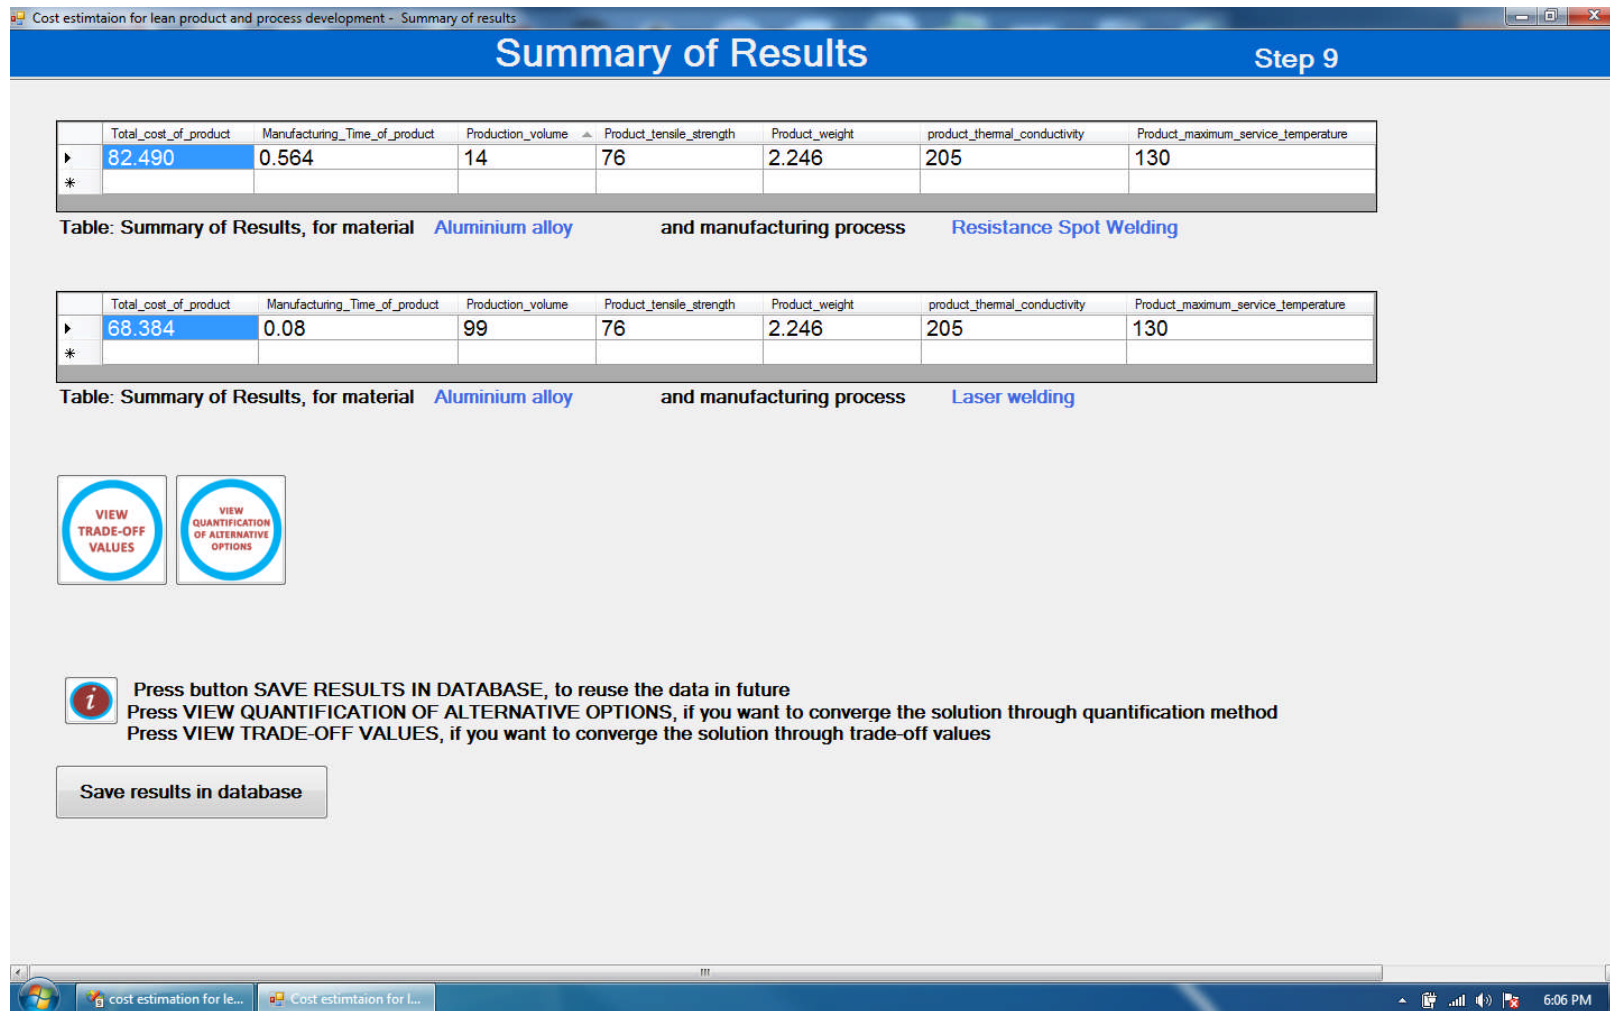 Cost estimtaion for lean product and process development - Summary of results
Summary of Results
Step 9
Total_cost_of_product Manufacturing_Time_of_product Production_volume Product_tensile_strength Product_weight product_thermal_conductivity Product_maximum_service_temperature
82.490 0.564 14 76 2.246 205 130
Table: Summary of Results, for material Aluminium alloy and manufacturing process Resistance Spot Welding
Total_cost_of_product Manufacturing_Time_of_product Production_volume Product_tensile_strength Product_weight product_thermal_conductivity Product_maximum_service_temperature
68.384 0.08 99 76 2.246 205 130
Table: Summary of Results, for material Aluminium alloy and manufacturing process Laser welding
VIEW
TRADE-OFF
VALUES
VIEW
QUANTIFICATION
OF ALTERNATIVE
OPTIONS
i
Press button SAVE RESULTS IN DATABASE, to reuse the data in future
Press VIEW QUANTIFICATION OF ALTERNATIVE OPTIONS, if you want to converge the solution through quantification method
Press VIEW TRADE-OFF VALUES, if you want to converge the solution through trade-off values
Save results in database
cost estimation for le... Cost estimtaion for l... 6:06 PM